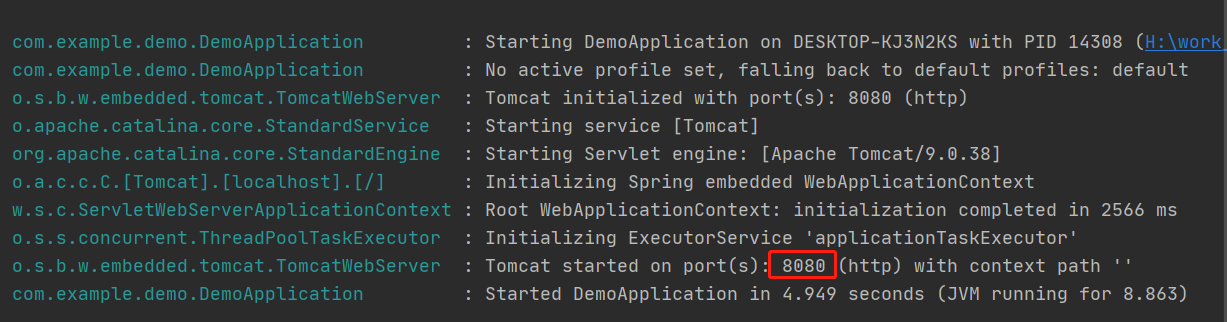 com.example.demo.DemoApplication : Starting DemoApplication on DESKTOP-KJ3N2KS with PID 14308 (H:\work
com.example.demo.DemoApplication : No active profile set, falling back to default profiles: default
o.s.b.w.embedded.tomcat.TomcatWebServer : Tomcat initialized with port(s): 8080 (http)
o.apache.catalina.core.StandardService : Starting service [Tomcat]
org.apache.catalina.core.StandardEngine : Starting Servlet engine: [Apache Tomcat/9.0.38]
o.a.c.c.C.[Tomcat].[localhost].[/] : Initializing Spring embedded WebApplicationContext
w.s.c.ServletWebServerApplicationContext : Root WebApplicationContext: initialization completed in 2566 ms
o.s.s.concurrent.ThreadPoolTaskExecutor : Initializing ExecutorService 'applicationTaskExecutor'
o.s.b.w.embedded.tomcat.TomcatWebServer : Tomcat started on port(s): 8080 (http) with context path ''
com.example.demo.DemoApplication : Started DemoApplication in 4.949 seconds (JVM running for 8.863)